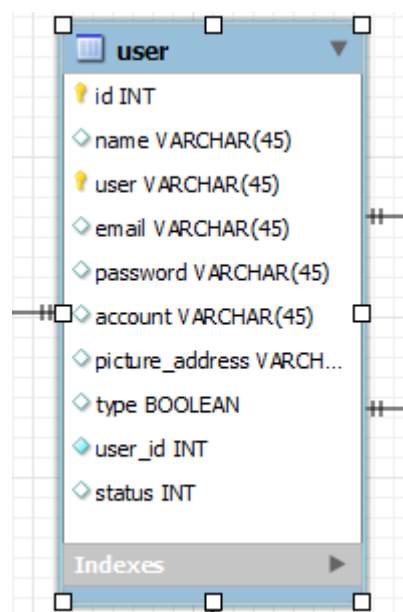 user
id INT
name VARCHAR(45)
user VARCHAR(45)
email VARCHAR(45)
password VARCHAR(45)
account VARCHAR(45)
picture_address VARCH...
type BOOLEAN
user_id INT
status INT
Indexes